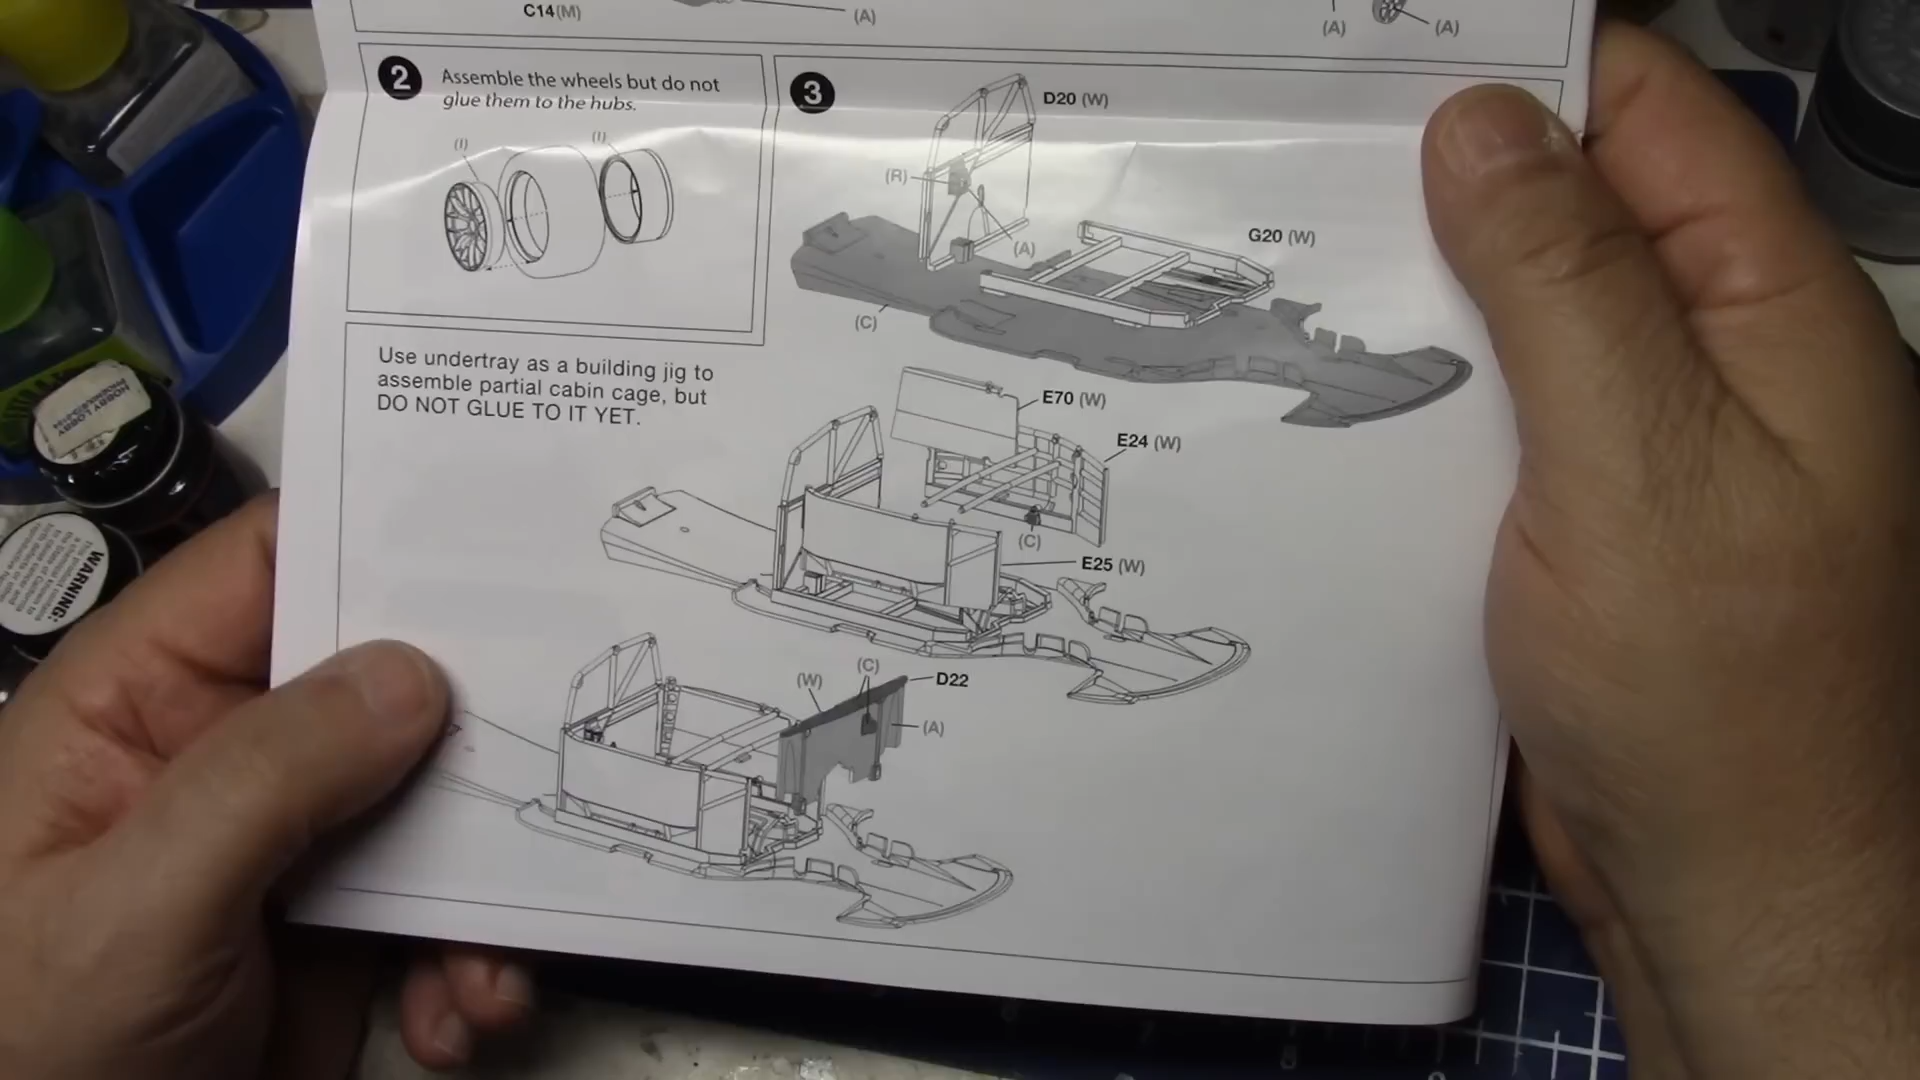 C14(M)
(A)
(A)
(A)
2
Assemble the wheels but do not
glue them to the hubs.
(I)
(I)
3
D20 (W)
(R)
(A)
G20 (W)
(C)
Use undertray as a building jig to
assemble partial cabin cage, but
DO NOT GLUE TO IT YET.
E70 (W)
E24 (W)
(C)
E25 (W)
(W)
(C)
D22
(A)
HOBBY LOBBY
WARNING: